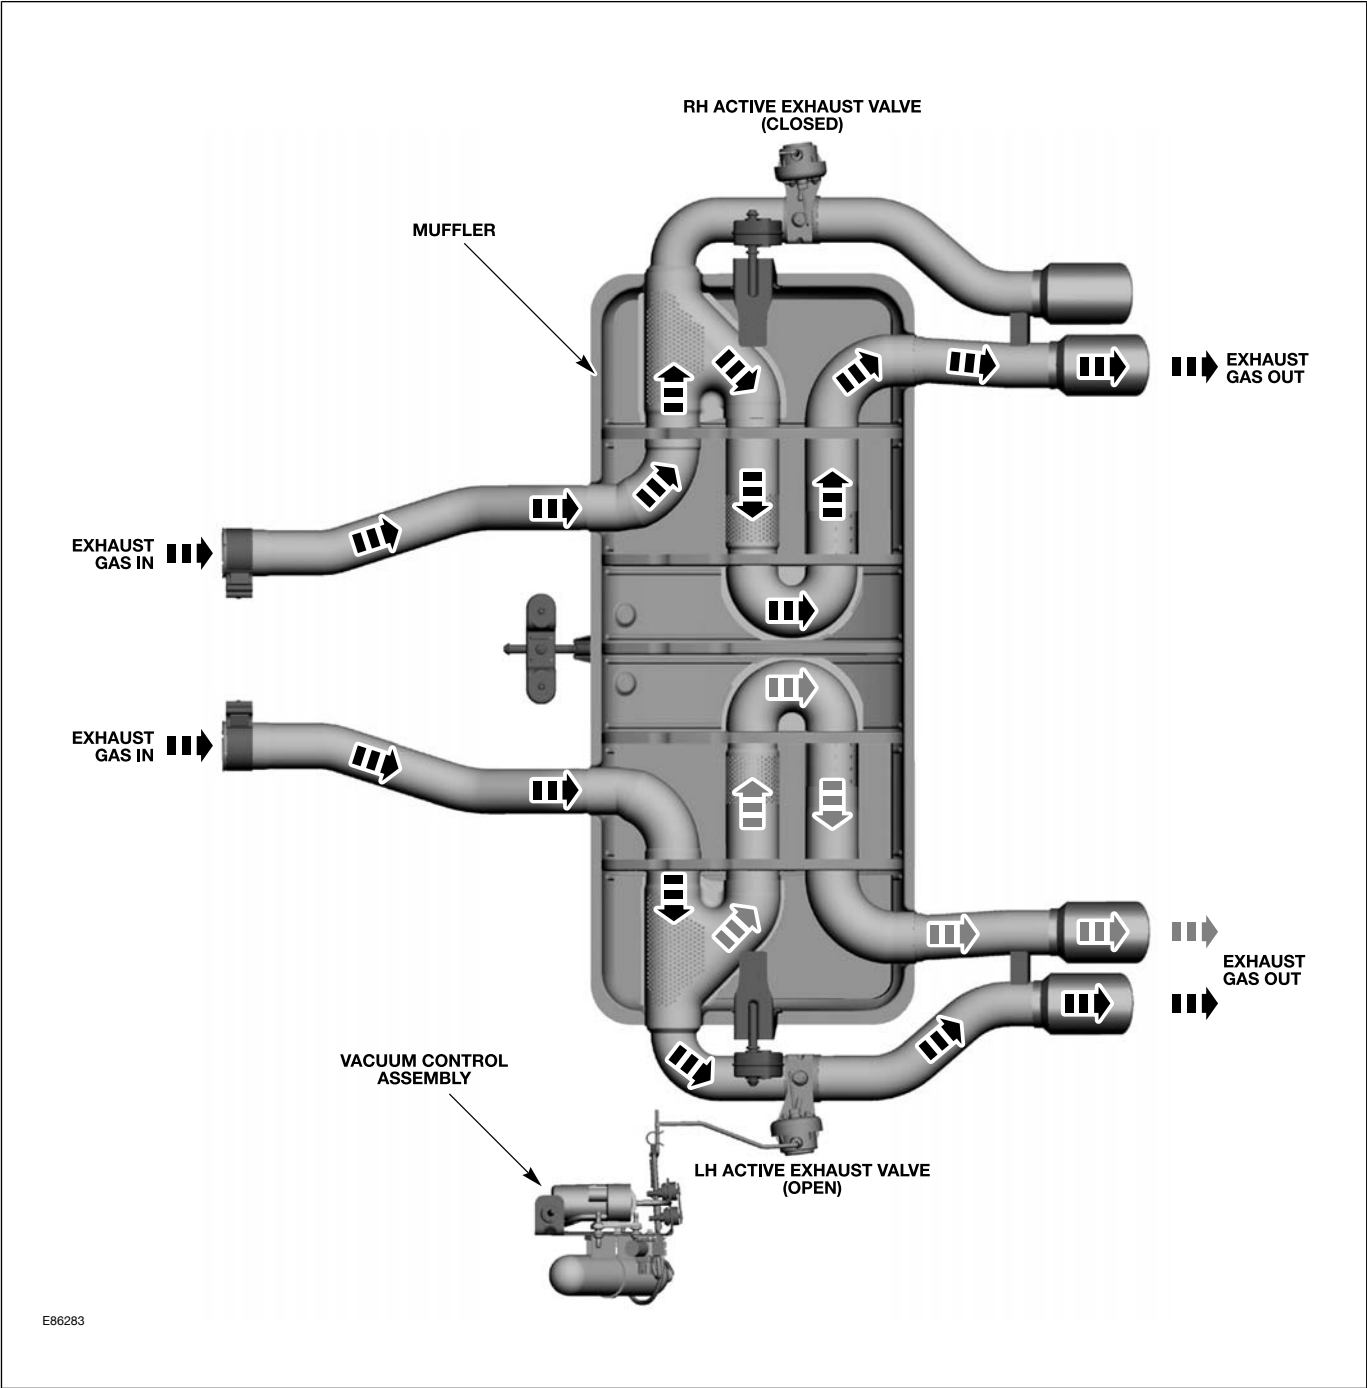 RH ACTIVE EXHAUST VALVE
(CLOSED)
MUFFLER
EXHAUST
GAS OUT
EXHAUST
GAS IN
EXHAUST
GAS IN
EXHAUST
GAS OUT
VACUUM CONTROL
ASSEMBLY
LH ACTIVE EXHAUST VALVE
(OPEN)
E86283